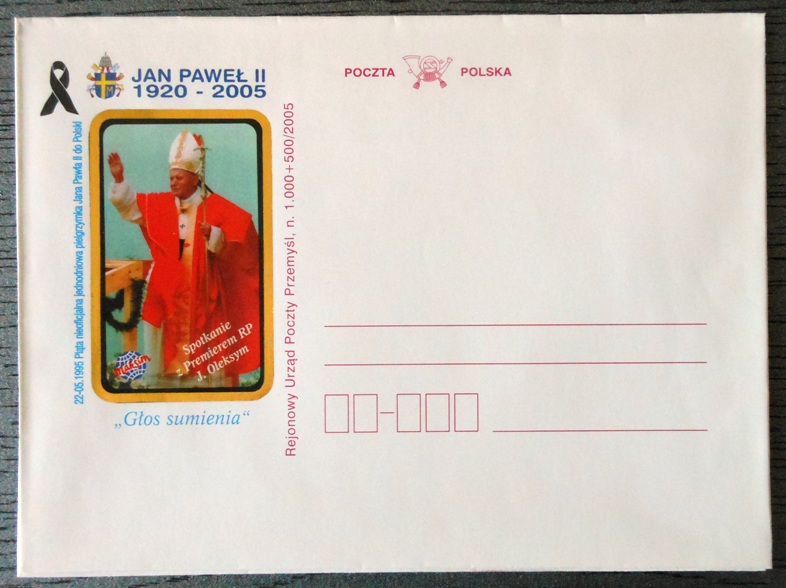 JAN PAWEŁ II
1920 - 2005
POCZTA POLSKA
22-05.1995 Piąta nieoficjalna jednodniowa pielgrzymka Jana Pawła II do Polski
Spotkanie
z Premierem RP
J. Oleksym
„Głos sumienia“
Rejonowy Urząd Poczty Przemyśl, n. 1.000+500/2005